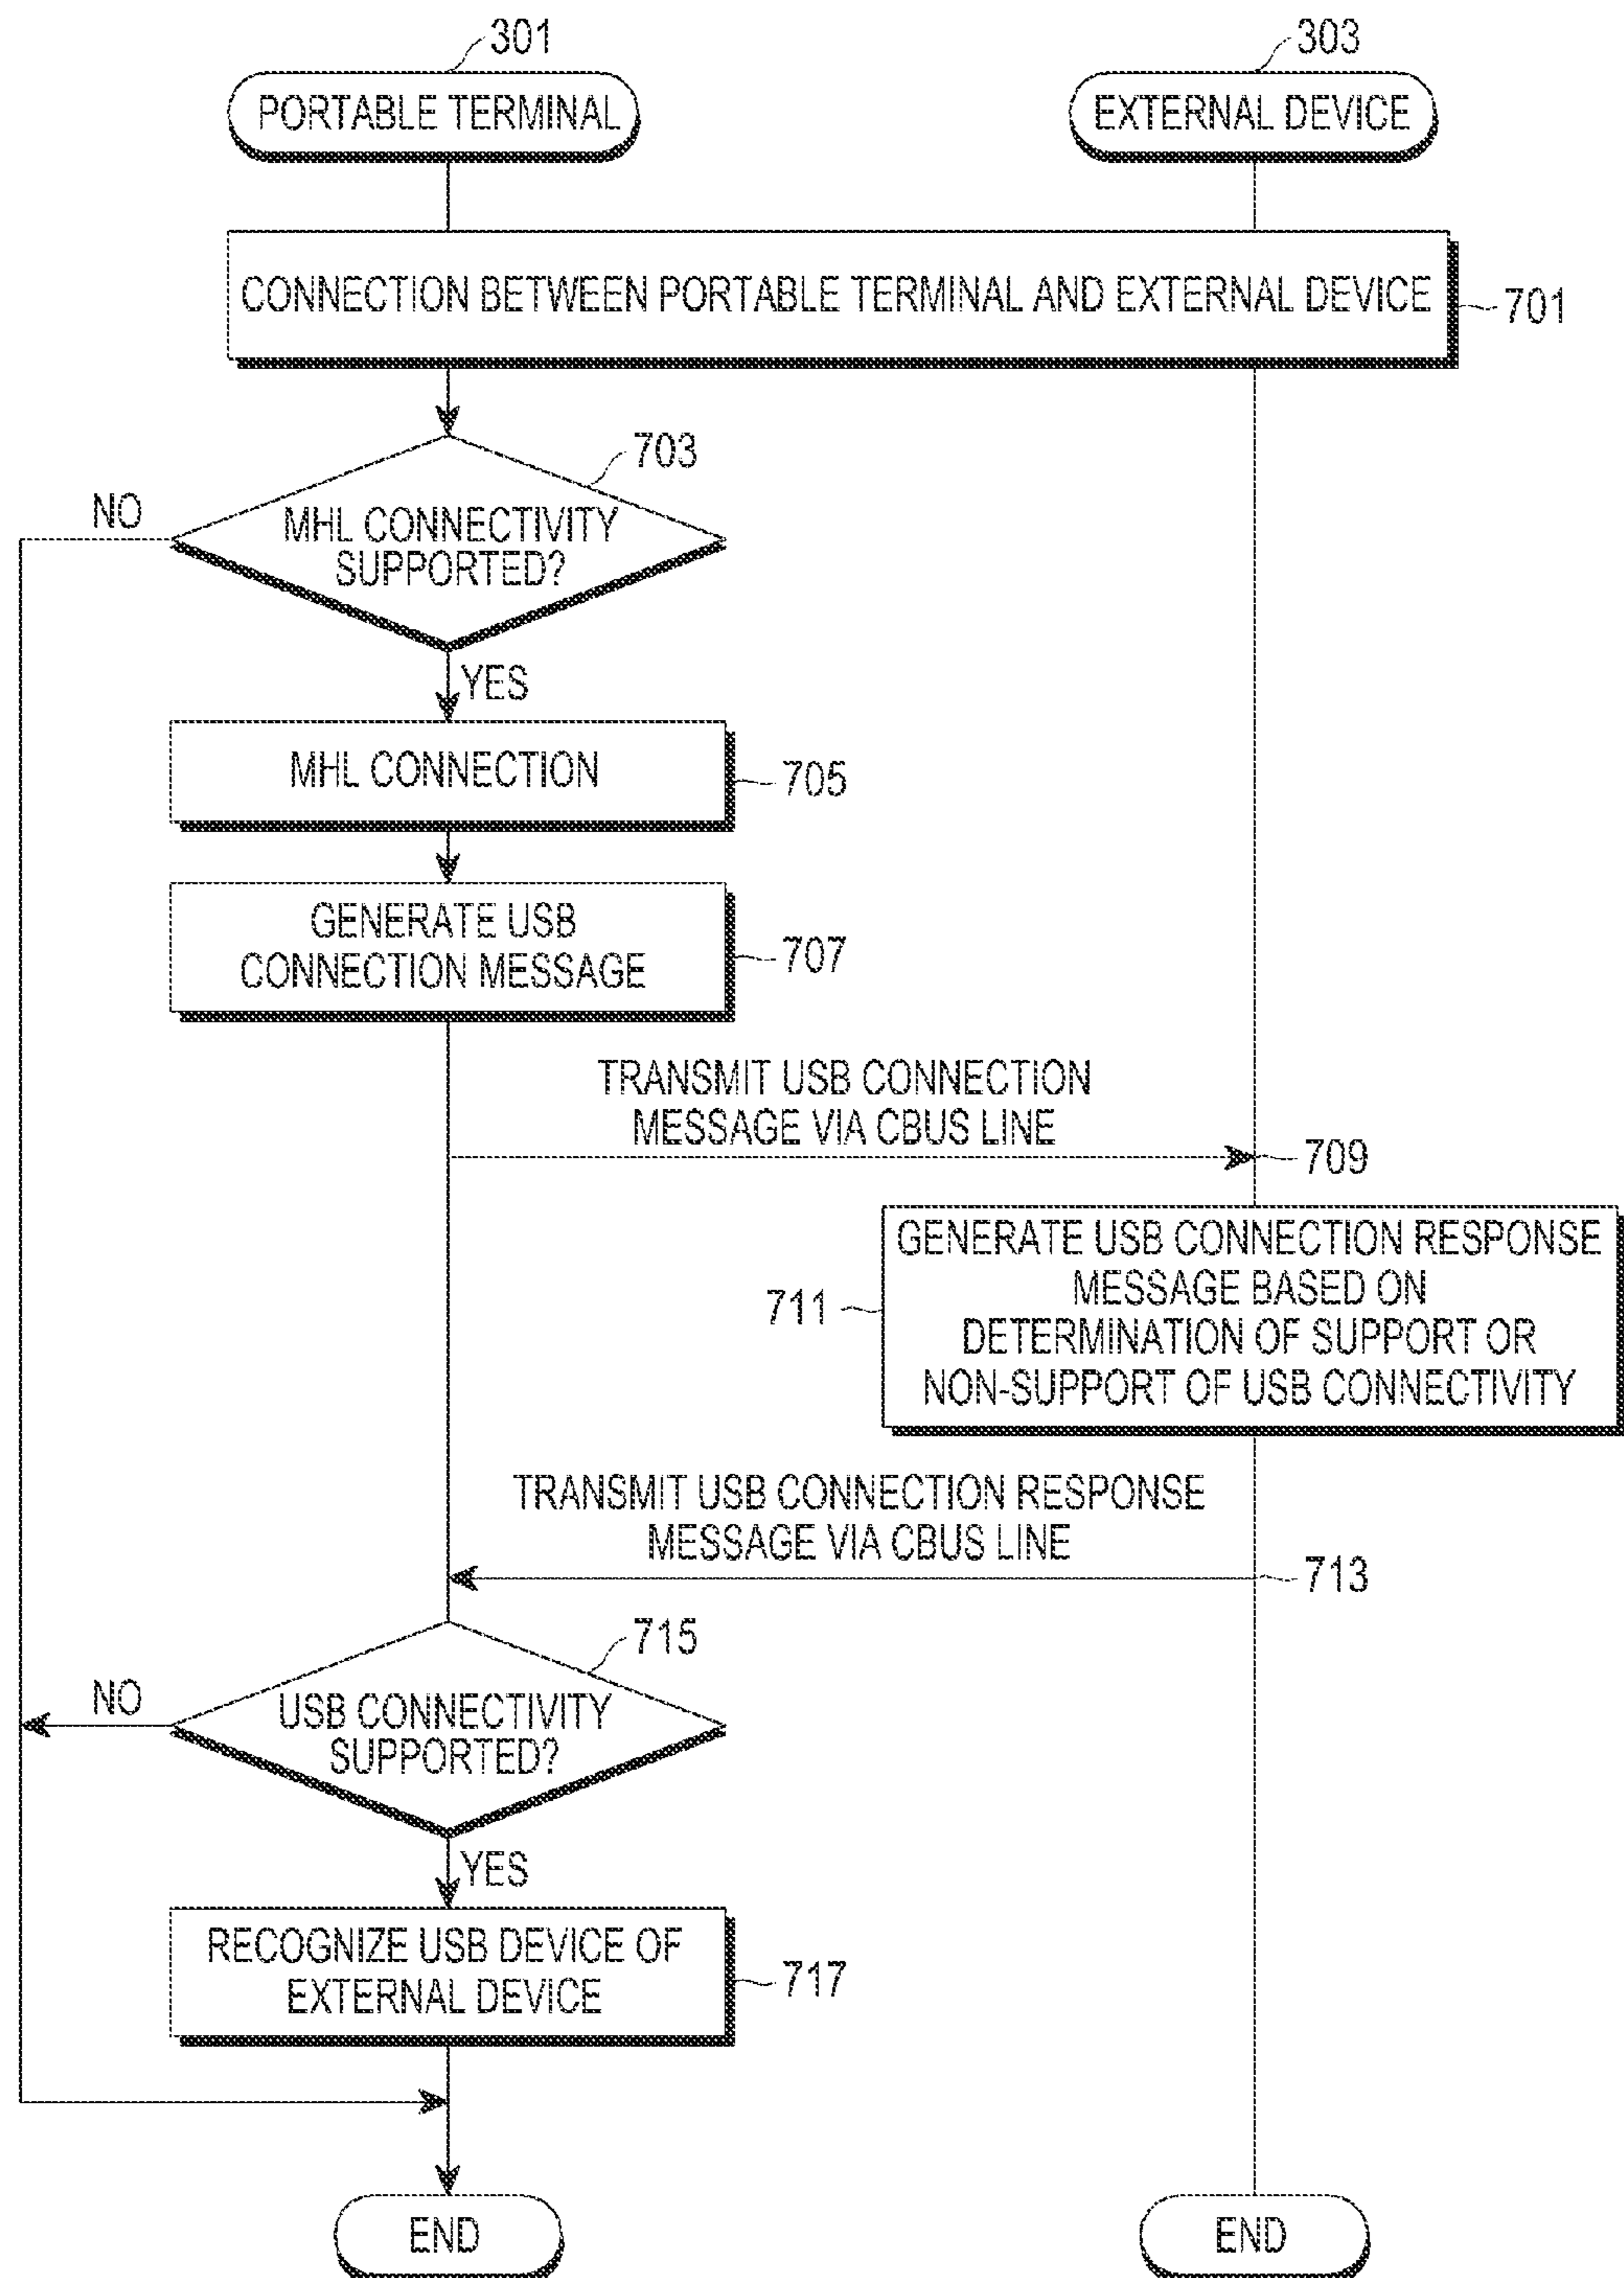 301
303
PORTABLE TERMINAL
EXTERNAL DEVICE
CONNECTION BETWEEN PORTABLE TERMINAL AND EXTERNAL DEVICE
701
703
NO
MHL CONNECTIVITY
SUPPORTED?
YES
MHL CONNECTION
705
GENERATE USB
CONNECTION MESSAGE
707
TRANSMIT USB CONNECTION
MESSAGE VIA CBUS LINE
709
GENERATE USB CONNECTION RESPONSE
MESSAGE BASED ON
DETERMINATION OF SUPPORT OR
NON-SUPPORT OF USB CONNECTIVITY
711
TRANSMIT USB CONNECTION RESPONSE
MESSAGE VIA CBUS LINE
713
715
NO
USB CONNECTIVITY
SUPPORTED?
YES
RECOGNIZE USB DEVICE OF
EXTERNAL DEVICE
717
END
END